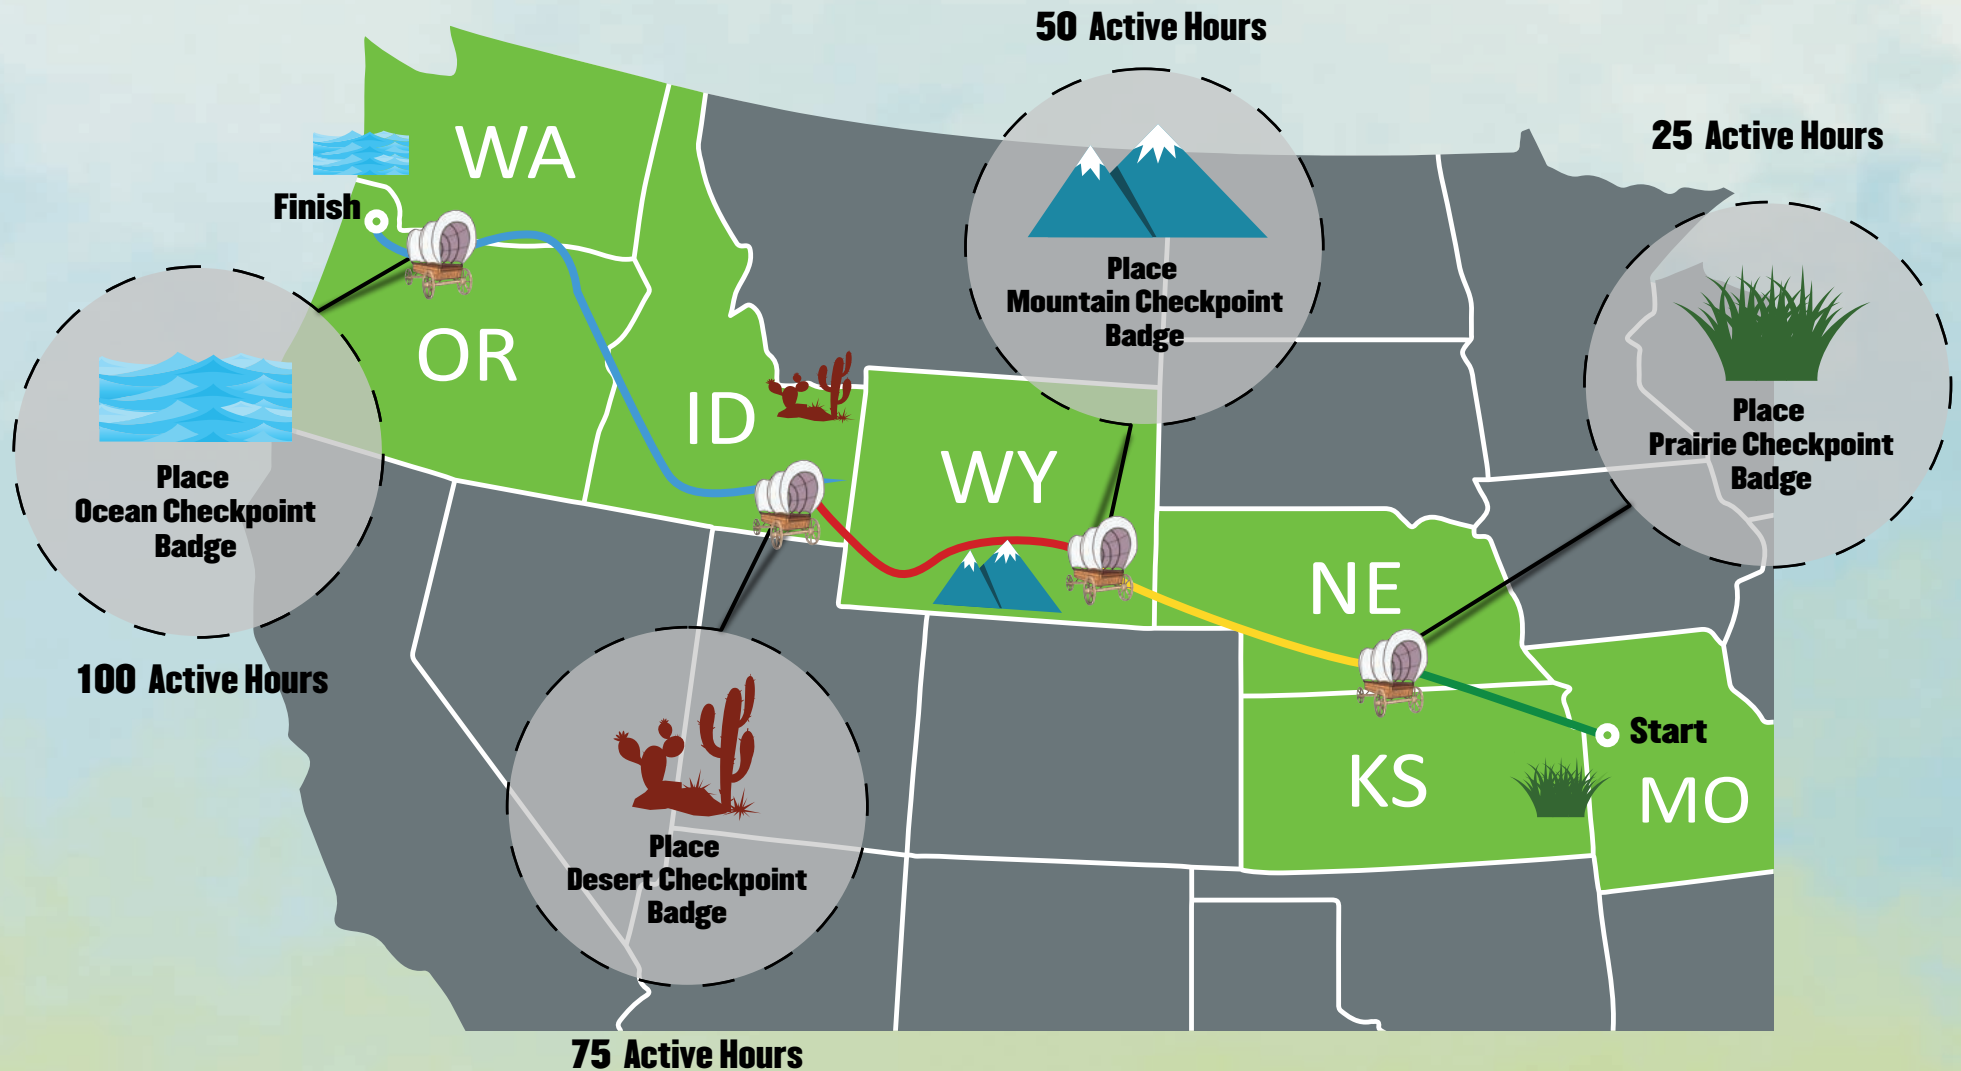 50 Active Hours
25 Active Hours
WA
Finish
Place
Mountain Checkpoint
Badge
OR
ID
WY
Place
Prairie Checkpoint
Badge
Place
Ocean Checkpoint
Badge
NE
100 Active Hours
Start
KS
MO
Place
Desert Checkpoint
Badge
75 Active Hours